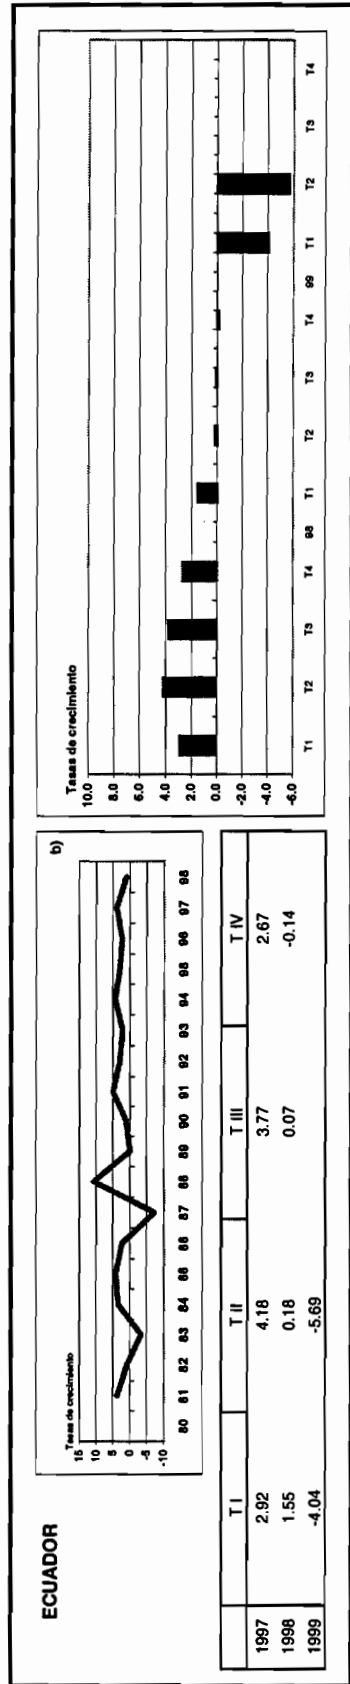 ECUADOR
b)
Tasas de crecimiento
15
10
5
0
-5
-10
80 81 82 83 84 85 86 87 88 89 90 91 92 93 94 95 96 97 98
T I T II T III T IV
1997 2.92 4.18 3.77 2.67
1998 1.55 0.18 0.07 -0.14
1999 -4.04 -5.69
Tasas de crecimiento
10.0
8.0
6.0
4.0
2.0
0.0
-2.0
-4.0
-6.0
T1 T2 T3 T4 98 T1 T2 T3 T4 99 T1 T2 T3 T4